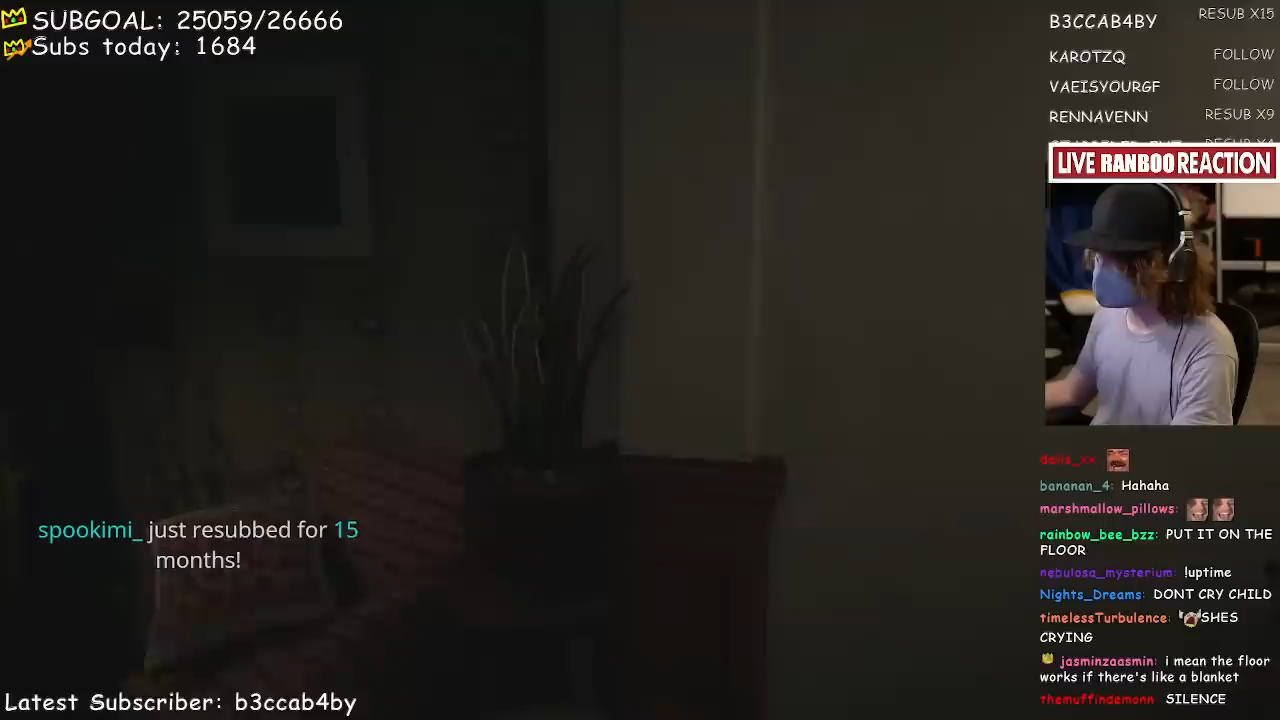 SUBGOAL: 25059/26666
Subs today: 1684
B3CCAB4BY RESUB X15
KAROTZQ FOLLOW
VAEISYOURGF FOLLOW
RENNAVENN RESUB X9
LIVE RANBOO REACTION
bananan_4: Hahaha
marshmallow_pillows:
rainbow_bee_bzz: PUT IT ON THE
FLOOR
nebulosa_mysterium: !uptime
Nights_Dreams: DONT CRY CHILD
timelessTurbulence: SHES
CRYING
jasminzaasmin: i mean the floor
works if there's like a blanket
themuffindemonn SILENCE
spookimi_ just resubbed for 15
months!
Latest Subscriber: b3ccab4by